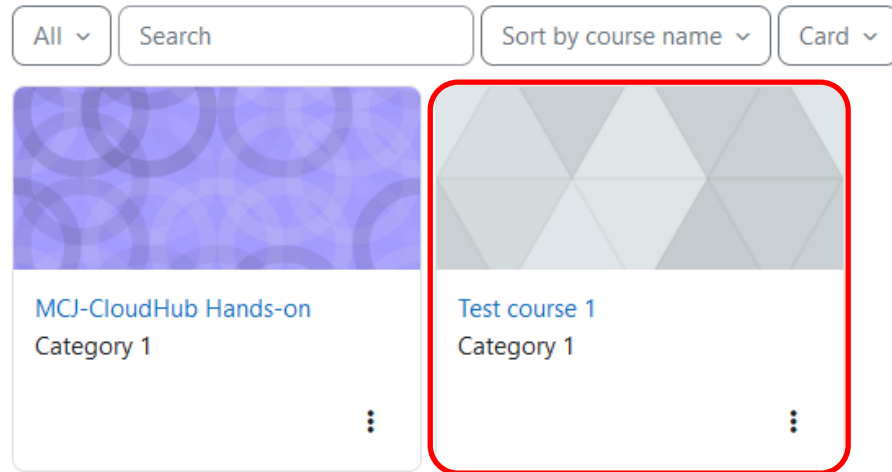 All
Search
Sort by course name
Card
MCJ-CloudHub Hands-on
Category 1
Test course 1
Category 1